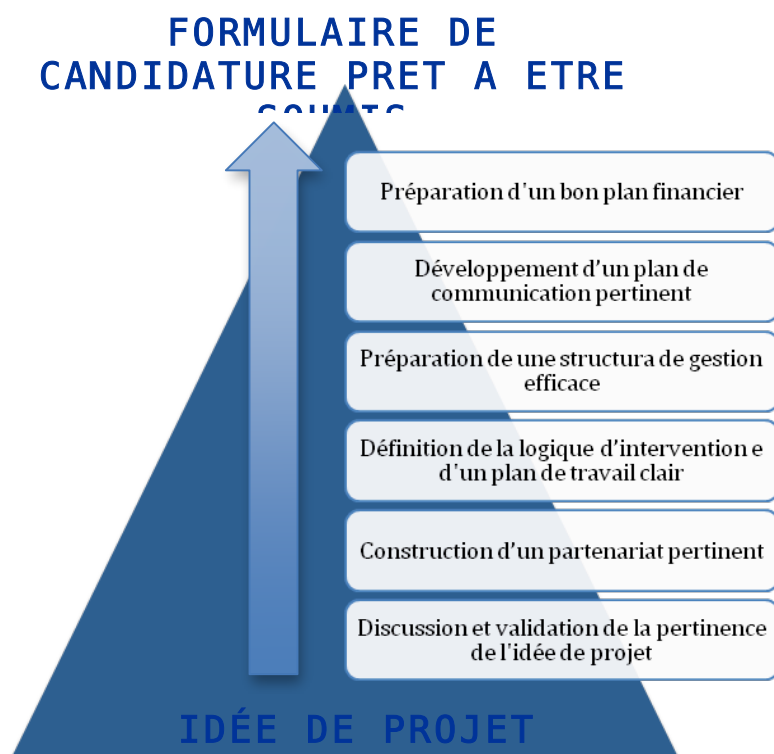 FORMULAIRE DE
CANDIDATURE PRET A ETRE
SOUMIS
Préparation d'un bon plan financier
Développement d'un plan de
communication pertinent
Préparation de une structura de gestion
efficace
Définition de la logique d'intervention e
d'un plan de travail clair
Construction d'un partenariat pertinent
Discussion et validation de la pertinence
de l'idée de projet
IDÉE DE PROJET